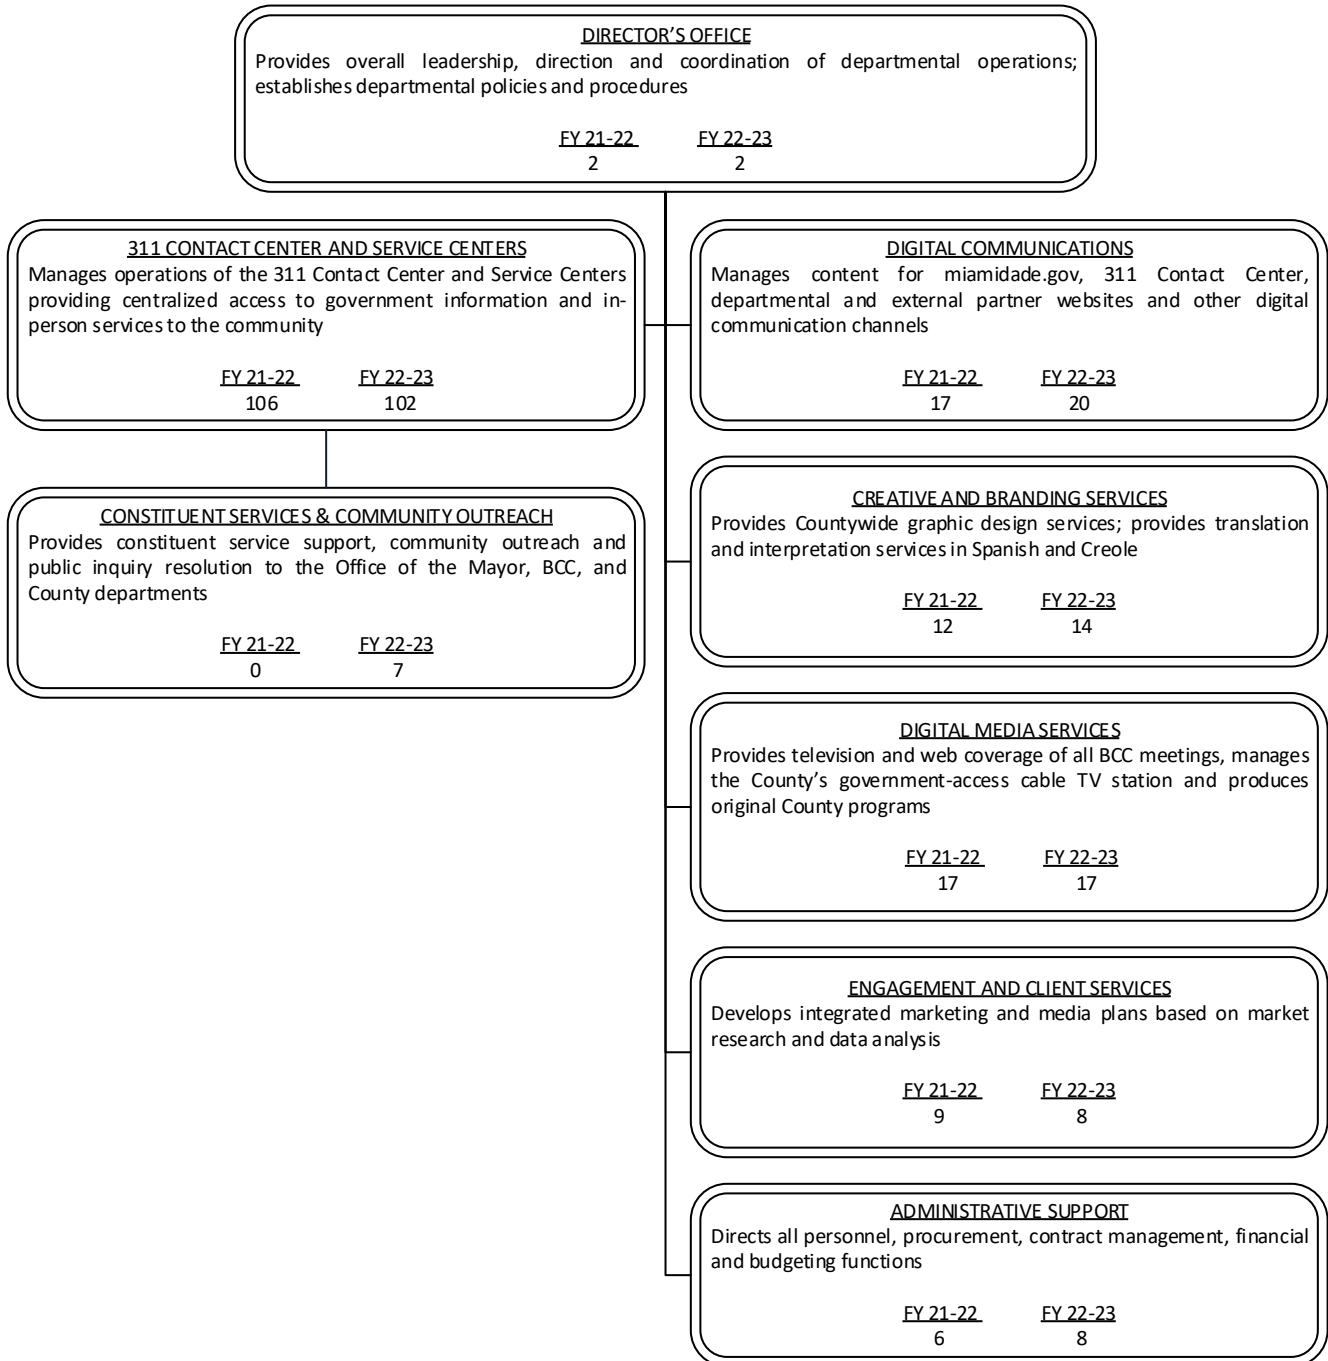 DIRECTOR'S OFFICE
Provides overall leadership, direction and coordination of departmental operations;
establishes departmental policies and procedures
FY 21-22 FY 22-23
2 2
311 CONTACT CENTER AND SERVICE CENTERS
Manages operations of the 311 Contact Center and Service Centers
providing centralized access to government information and in-
person services to the community
FY 21-22 FY 22-23
106 102
CONSTITUENT SERVICES & COMMUNITY OUTREACH
Provides constituent service support, community outreach and
public inquiry resolution to the Office of the Mayor, BCC, and
County departments
FY 21-22 FY 22-23
0 7
DIGITAL COMMUNICATIONS
Manages content for miamidade.gov, 311 Contact Center,
departmental and external partner websites and other digital
communication channels
FY 21-22 FY 22-23
17 20
CREATIVE AND BRANDING SERVICES
Provides Countywide graphic design services; provides translation
and interpretation services in Spanish and Creole
FY 21-22 FY 22-23
12 14
DIGITAL MEDIA SERVICES
Provides television and web coverage of all BCC meetings, manages
the County's government-access cable TV station and produces
original County programs
FY 21-22 FY 22-23
17 17
ENGAGEMENT AND CLIENT SERVICES
Develops integrated marketing and media plans based on market
research and data analysis
FY 21-22 FY 22-23
9 8
ADMINISTRATIVE SUPPORT
Directs all personnel, procurement, contract management, financial
and budgeting functions
FY 21-22 FY 22-23
6 8